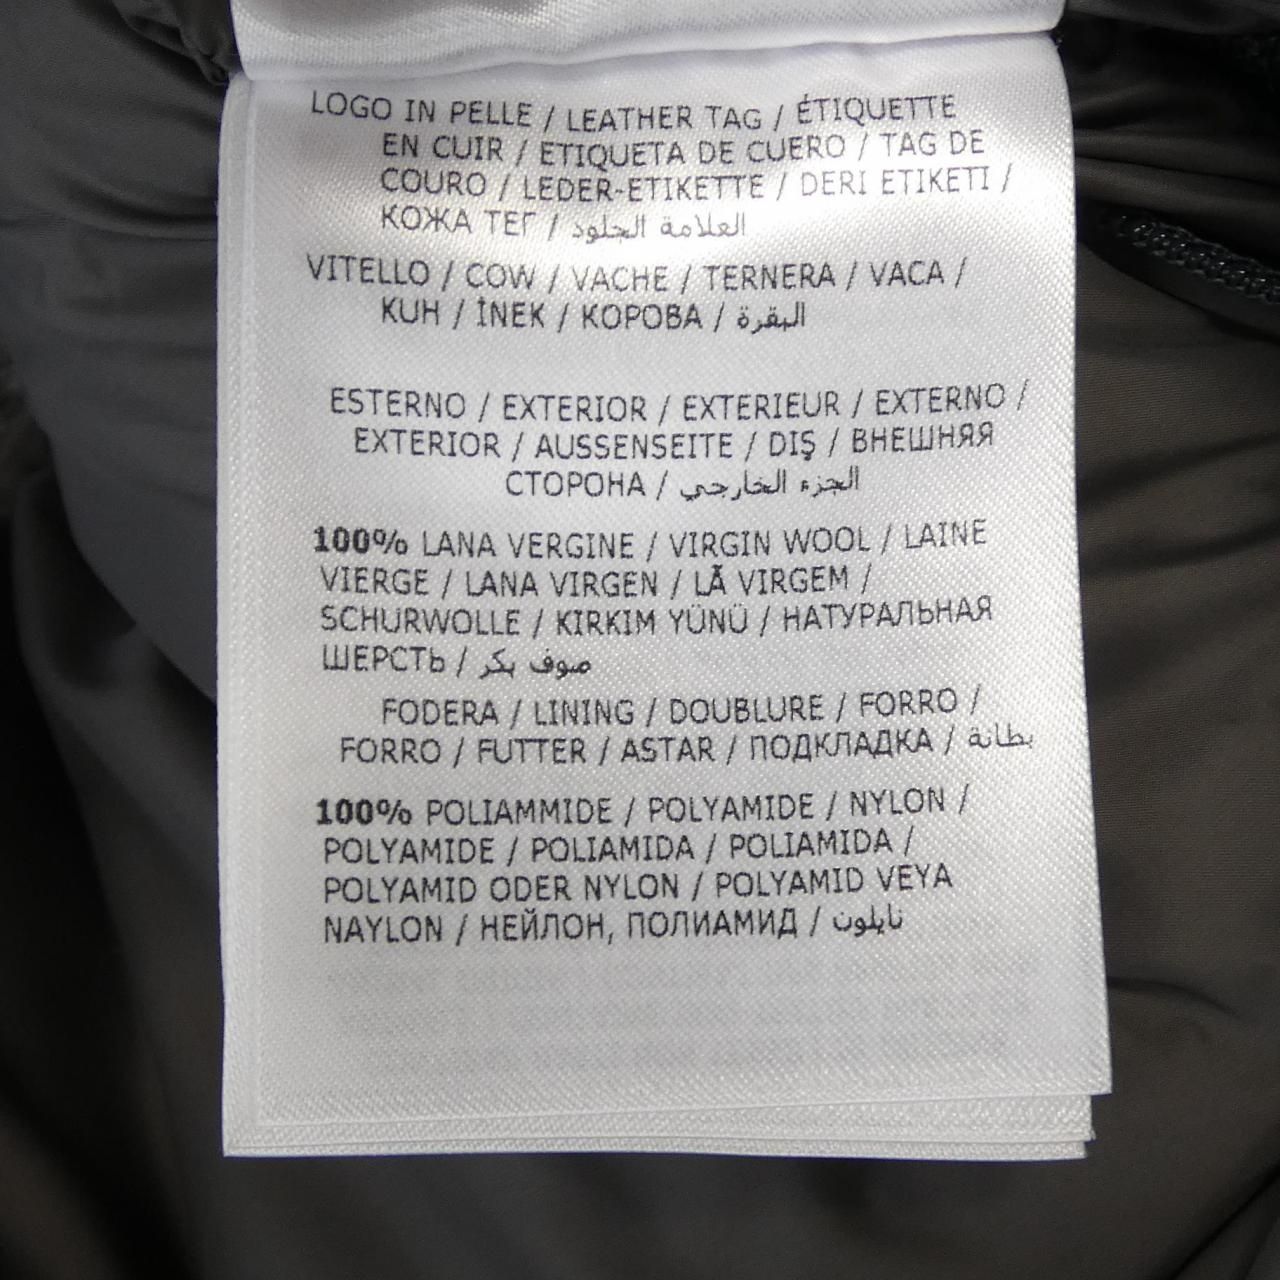 LOGO IN PELLE / LEATHER TAG / ÉTIQUETTE
EN CUIR / ETIQUETA DE CUERO / TAG DE
COURO / LEDER-ETIKETTE / DERI ETIKETI /
КОЖА ТЕГ / العلامة الجلود
VITELLO / COW / VACHE / TERNERA / VACA /
KUH / İNEK / КОРОВА / البقرة
ESTERNO / EXTERIOR / EXTERIEUR / EXTERNO /
EXTERIOR / AUSSENSEITE / DIŞ / ВНЕШНЯЯ
СТОРОНА / الجزء الخارجي
100% LANA VERGINE / VIRGIN WOOL / LAINE
VIERGE / LANA VIRGEN / LÃ VIRGEM /
SCHURWOLLE / KIRKIM YÜNÜ / НАТУРАЛЬНАЯ
ШЕРСТЬ / صوف بكر
FODERA / LINING / DOUBLURE / FORRO /
FORRO / FUTTER / ASTAR / ПОДКЛАДКА / بطانة
100% POLIAMMIDE / POLYAMIDE / NYLON /
POLYAMIDE / POLIAMIDA / POLIAMIDA /
POLYAMID ODER NYLON / POLYAMID VEYA
NAYLON / НЕЙЛОН, ПОЛИАМИД / نايلون